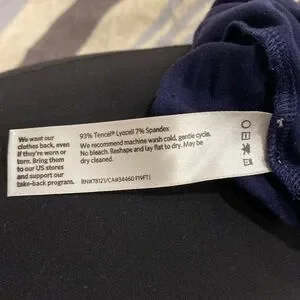 We want our
clothes back, even
if they're worn or
torn. Bring them
to our US stores
and support our
take-back program.
93% Tencel® Lyocell 7% Spandex
We recommend machine wash cold, gentle cycle.
No bleach. Reshape and lay flat to dry. May be
dry cleaned.
RN#78121/CA#34460 F19FTJ